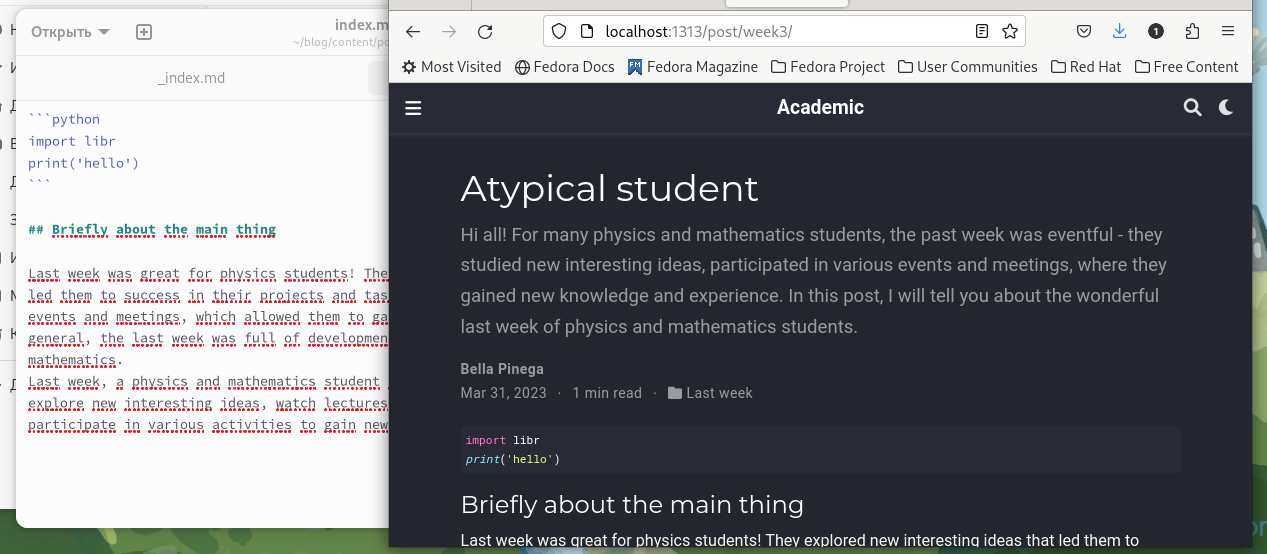 Открыть
index.m
~/blog/content/po
_index.md
```python
import libr
print('hello')
```
## Briefly about the main thing
Last week was great for physics students! The
led them to success in their projects and tas
events and meetings, which allowed them to ga
general, the last week was full of developmen
mathematics.
Last week, a physics and mathematics student
explore new interesting ideas, watch lectures
participate in various activities to gain new
localhost:1313/post/week3/
1
Most Visited
Fedora Docs
FM
Fedora Magazine
Fedora Project
User Communities
Red Hat
Free Content
Academic
Atypical student
Hi all! For many physics and mathematics students, the past week was eventful - they
studied new interesting ideas, participated in various events and meetings, where they
gained new knowledge and experience. In this post, I will tell you about the wonderful
last week of physics and mathematics students.
Bella Pinega
Mar 31, 2023 · 1 min read · Last week
import libr
print('hello')
Briefly about the main thing
Last week was great for physics students! They explored new interesting ideas that led them to